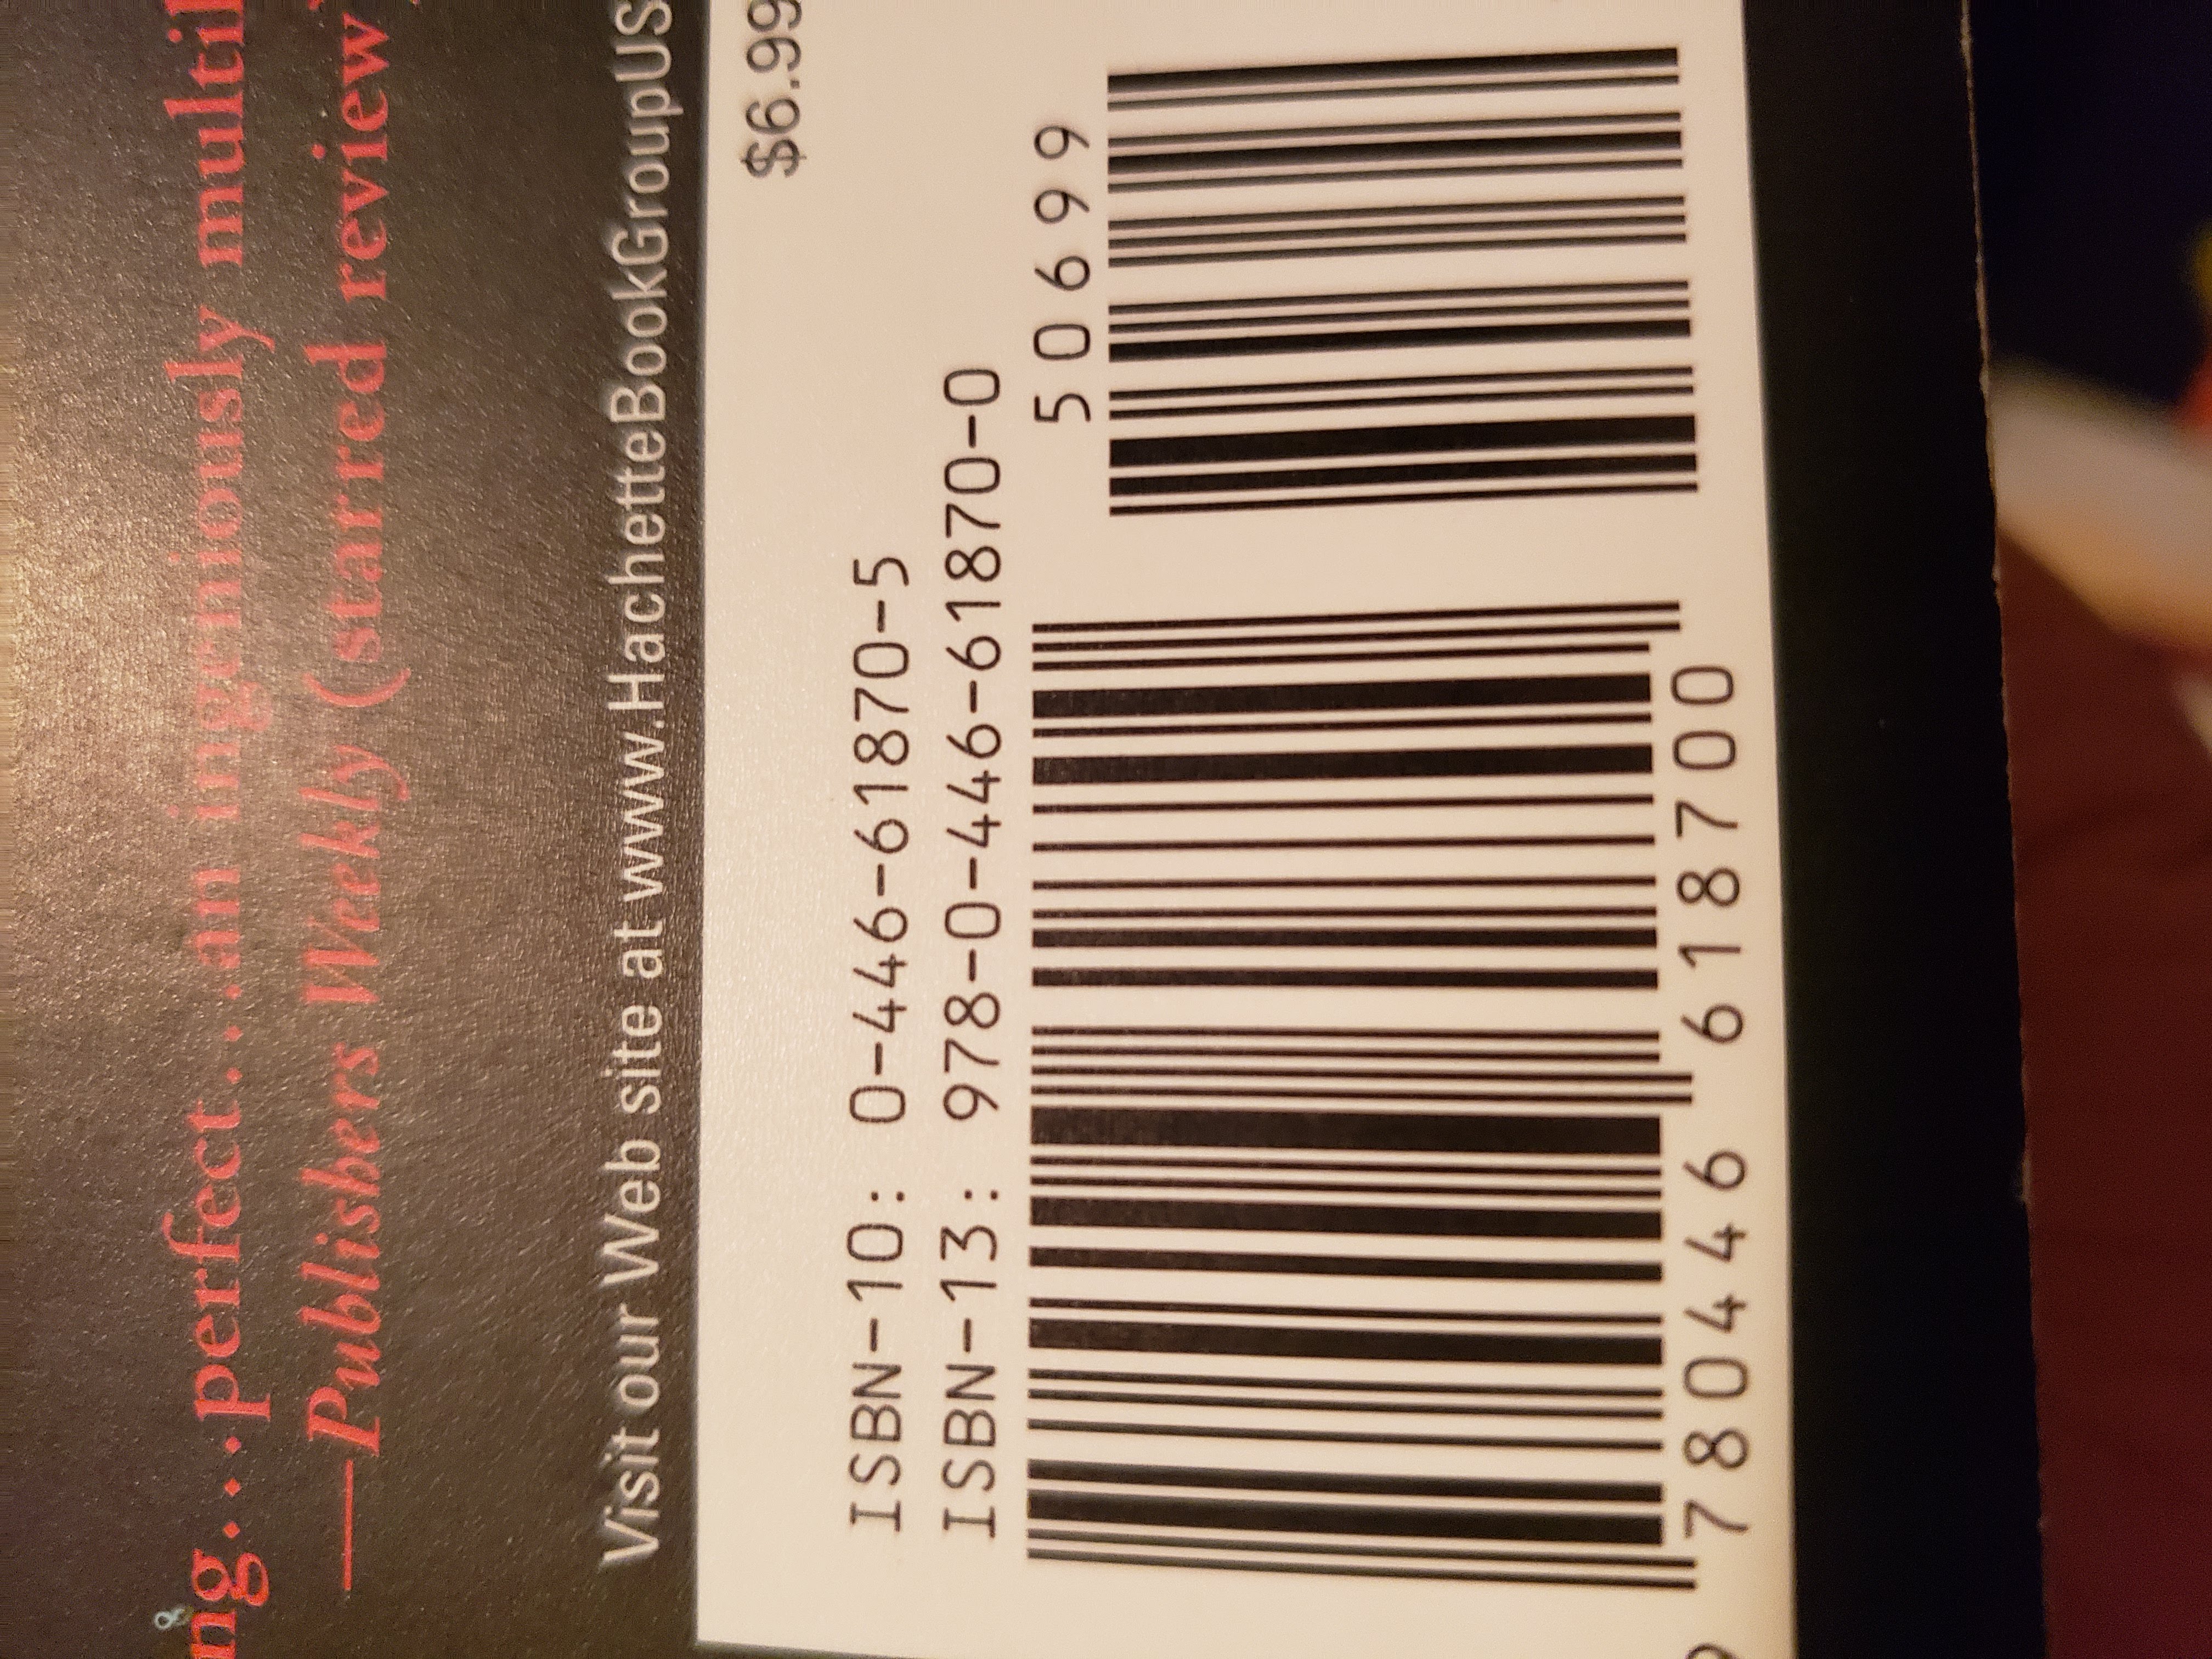 ng...perfect...an ingeniously multil
—Publishers Weekly (starred review)
Visit our Web site at www.HachetteBookGroupUS
$6.99
ISBN-10: 0-446-61870-5
ISBN-13: 978-0-446-61870-0
50699
9 780446 618700